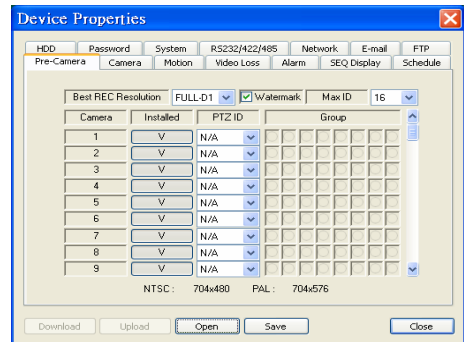 Device Properties
HDD Password System RS232/422/485 Network E-mail FTP
Pre-Camera Camera Motion Video Loss Alarm SEQ Display Schedule
Best REC Resolution FULL-D1 Watermark Max ID 16
Camera Installed PTZ ID Group
1 V N/A
2 V N/A
3 V N/A
4 V N/A
5 V N/A
6 V N/A
7 V N/A
8 V N/A
9 V N/A
NTSC : 704x480 PAL : 704x576
Download Upload Open Save Close